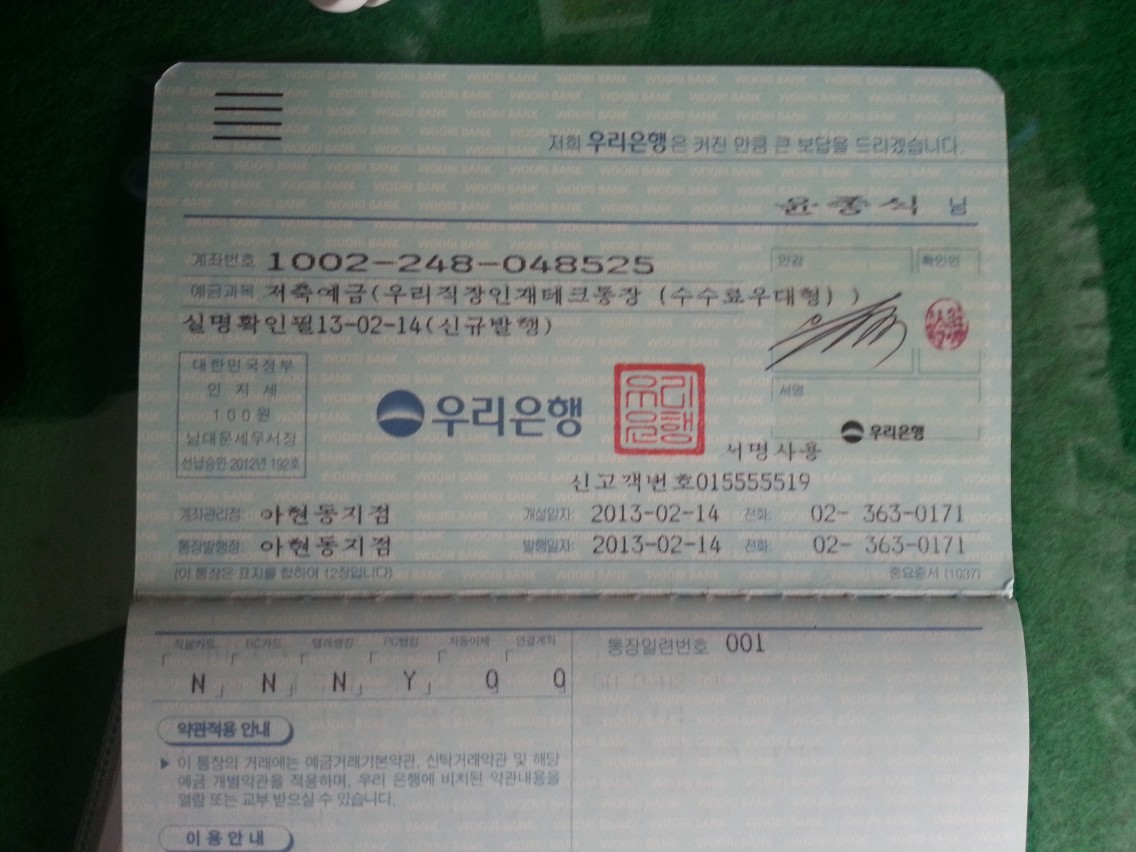 저희 우리은행은 커진 만큼 큰 보답을 드리겠습니다.
윤종식 님
계좌번호 1002-248-048525
예금과목 저축예금(우리직장인재테크통장 (수수료우대형) )
실명확인필13-02-14(신규발행)
인감 확인인
대한민국정부
인지세
100원
남대문세무서장
선납승인 2012년 192호
우리은행
우리은행
서명
우리은행
서명사용
신고객번호015555519
계좌관리점: 아현동지점 개설일자: 2013-02-14 전화: 02- 363-0171
통장발행점: 아현동지점 발행일자: 2013-02-14 전화: 02- 363-0171
(이 통장은 표지를 합하여 12장입니다) 중요증서 (1037)
직불카드 BC카드 텔레뱅킹 PC뱅킹 자동이체 연결계좌
N N N Y 0 0
통장일련번호 001
약관적용 안내
▶ 이 통장의 거래에는 예금거래기본약관, 신탁거래약관 및 해당
예금 개별약관을 적용하며, 우리 은행에 비치된 약관내용을
열람 또는 교부 받으실 수 있습니다.
이용안내